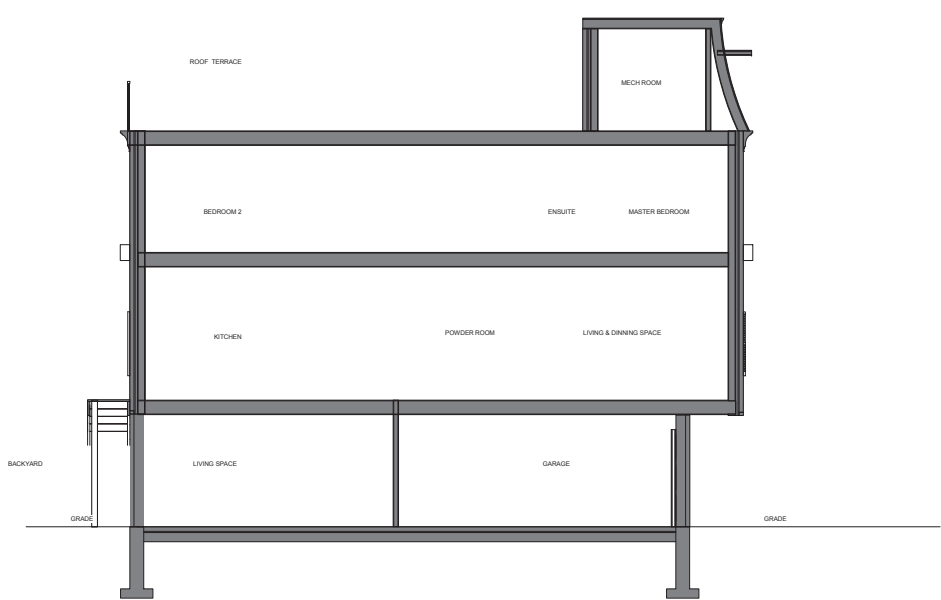 ROOF TERRACE
MECH ROOM
BEDROOM 2
ENSUITE
MASTER BEDROOM
KITCHEN
POWDER ROOM
LIVING & DINNING SPACE
BACKYARD
LIVING SPACE
GARAGE
GRADE
GRADE